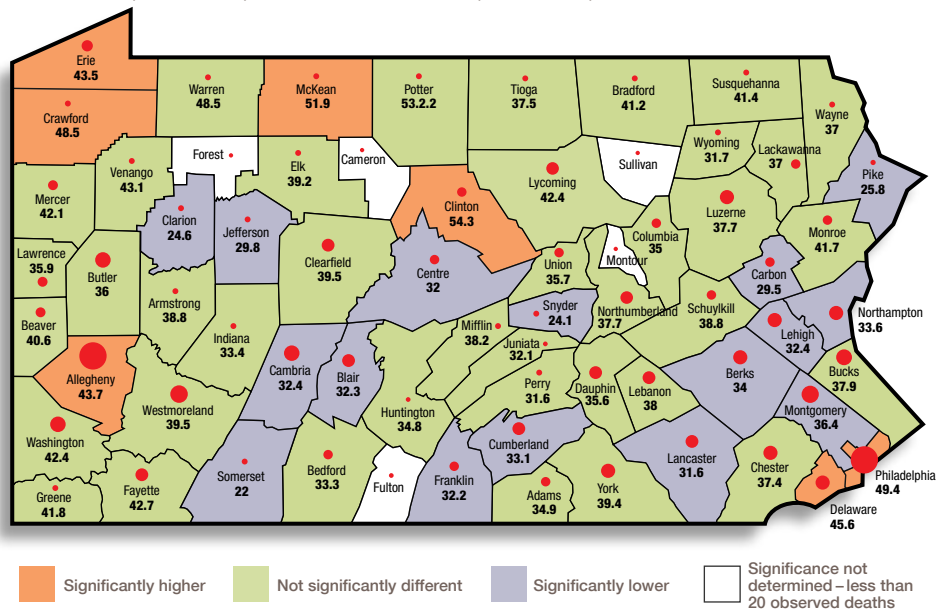 Erie
43.5
Warren
48.5
McKean
51.9
Potter
53.2.2
Tioga
37.5
Bradford
41.2
Susquehanna
41.4
Wayne
37
Crawford
48.5
Forest
Elk
39.2
Cameron
Sullivan
Wyoming
31.7
Lackawanna
37
Pike
25.8
Venango
43.1
Mercer
42.1
Clarion
24.6
Jefferson
29.8
Clinton
54.3
Lycoming
42.4
Luzerne
37.7
Monroe
41.7
Columbia
35
Montour
Lawrence
35.9
Butler
36
Clearfield
39.5
Centre
32
Union
35.7
Carbon
29.5
Armstrong
38.8
Snyder
24.1
Northumberland
37.7
Schuylkill
38.8
Northampton
33.6
Beaver
40.6
Indiana
33.4
Mifflin
38.2
Juniata
32.1
Lehigh
32.4
Allegheny
43.7
Cambria
32.4
Blair
32.3
Perry
31.6
Dauphin
35.6
Lebanon
38
Berks
34
Bucks
37.9
Westmoreland
39.5
Huntington
34.8
Montgomery
36.4
Washington
42.4
Cumberland
33.1
Lancaster
31.6
Chester
37.4
Philadelphia
49.4
Somerset
22
Bedford
33.3
Fulton
Franklin
32.2
Adams
34.9
York
39.4
Delaware
45.6
Greene
41.8
Fayette
42.7
Significantly higher
Not significantly different
Significantly lower
Significance not
determined – less than
20 observed deaths